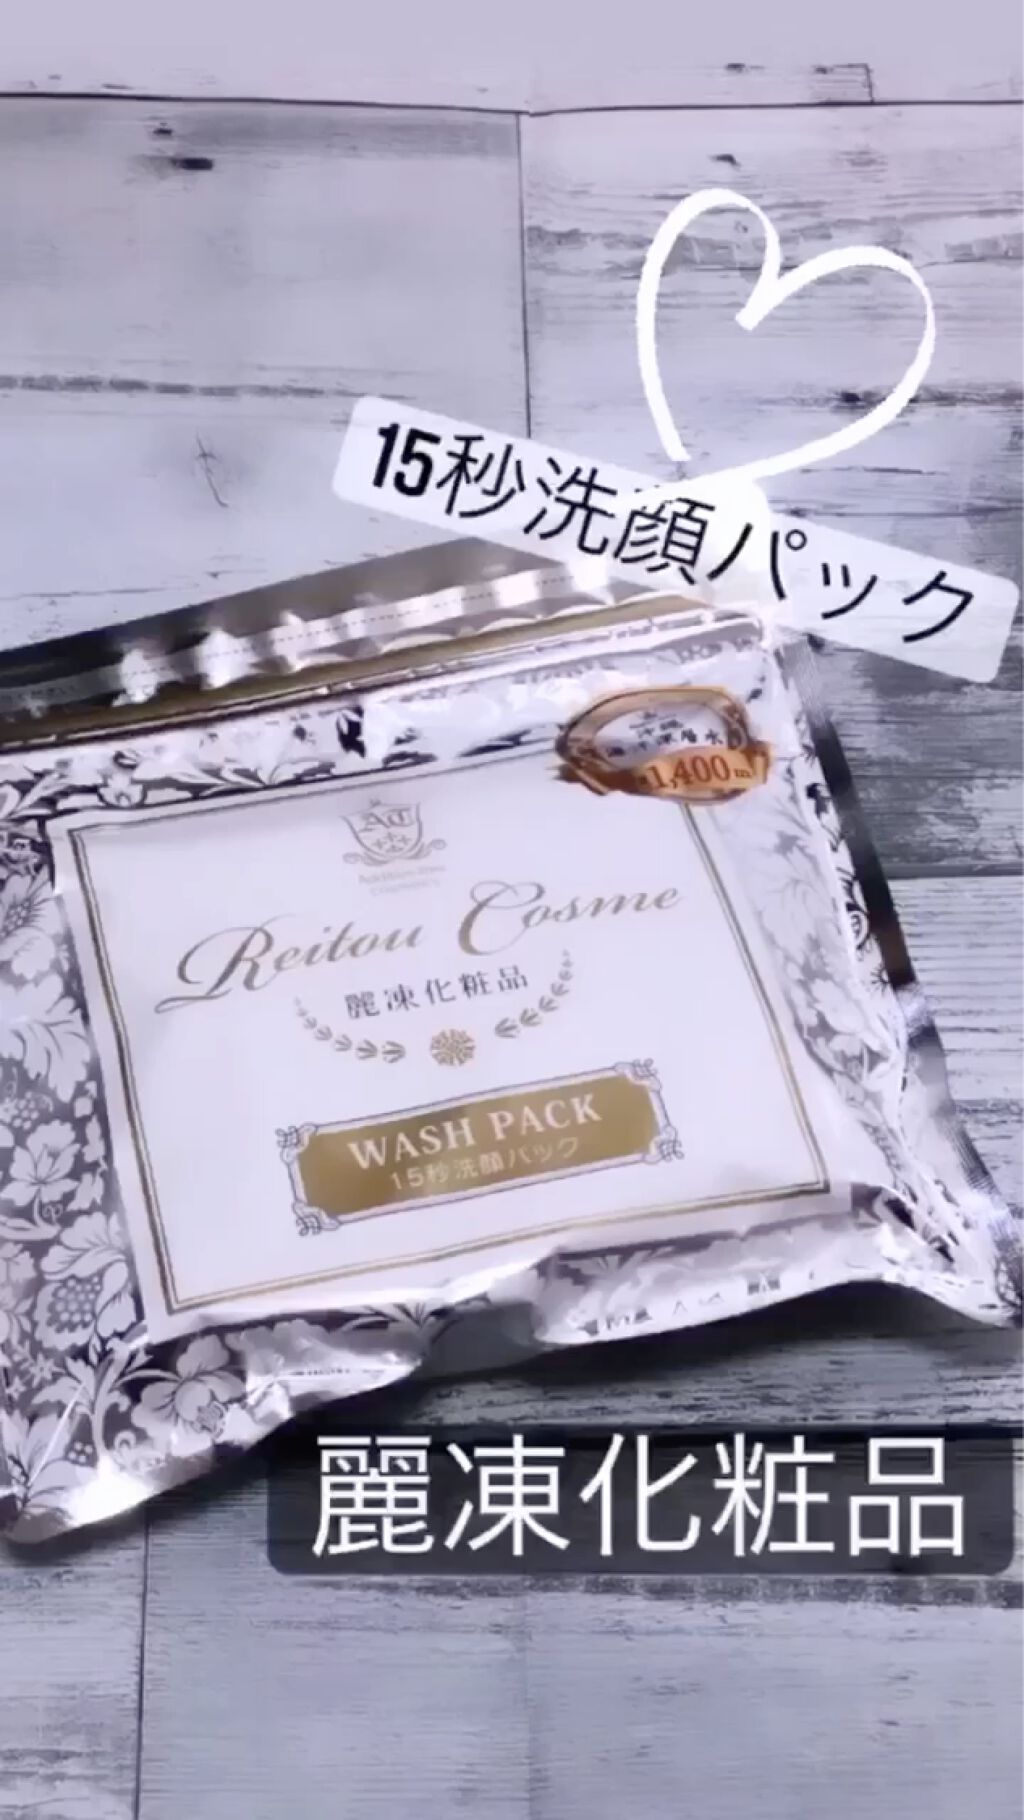 15秒洗顔パック
1,400m
AC
Reitou Cosme
麗凍化粧品
WASH PACK
15秒洗顔パック
麗凍化粧品